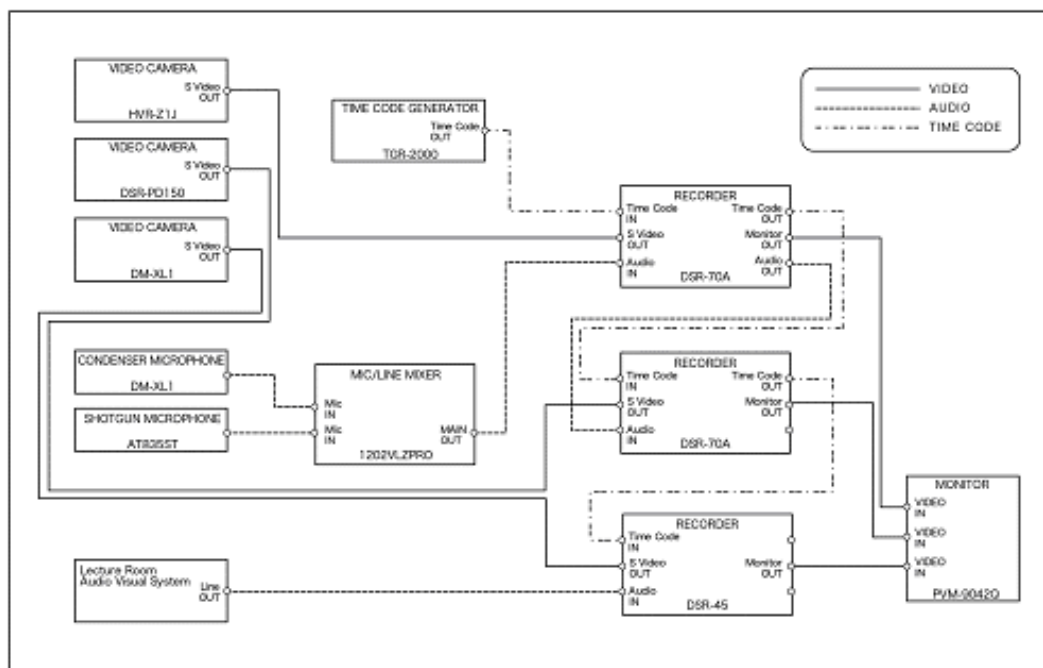 VIDEO CAMERA
S Video
OUT
HVR-Z1J
VIDEO CAMERA
S Video
OUT
DSR-PD150
VIDEO CAMERA
S Video
OUT
DM-XL1
CONDENSER MICROPHONE
DM-XL1
SHOTGUN MICROPHONE
AT835ST
Lecture Room
Audio Visual System
Line
OUT
TIME CODE GENERATOR
Time Code
OUT
TGR-2000
MIC/LINE MIXER
Mic
IN
Mic
IN
MAIN
OUT
1202VLZPRO
VIDEO
AUDIO
TIME CODE
RECORDER
Time Code
IN
Time Code
OUT
S Video
OUT
Monitor
OUT
Audio
IN
Audio
OUT
DSR-70A
RECORDER
Time Code
IN
Time Code
OUT
S Video
OUT
Monitor
OUT
Audio
IN
DSR-70A
RECORDER
Time Code
IN
S Video
OUT
Monitor
OUT
Audio
IN
DSR-45
MONITOR
VIDEO
IN
VIDEO
IN
VIDEO
IN
PVM-9042Q